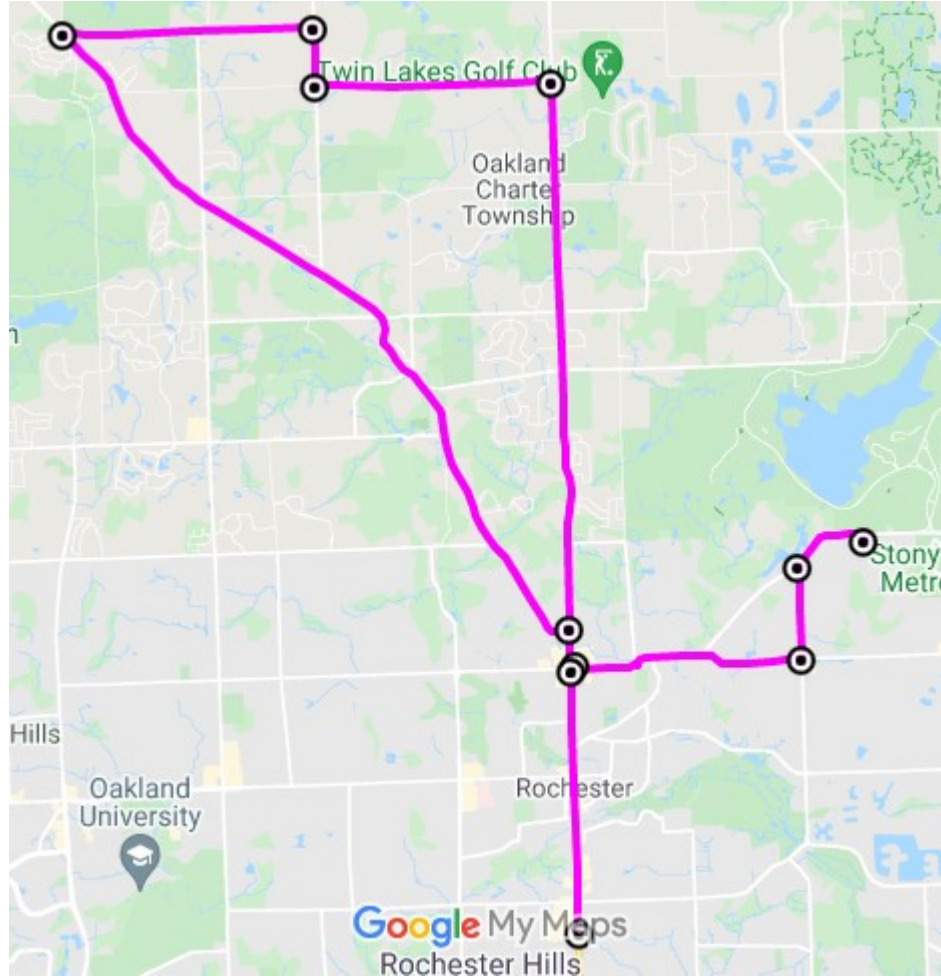 Twin Lakes Golf Club
Oakland
Charter
Township
n
Stony
Metro
Hills
Oakland
University
Rochester
Google My Maps
Rochester Hills